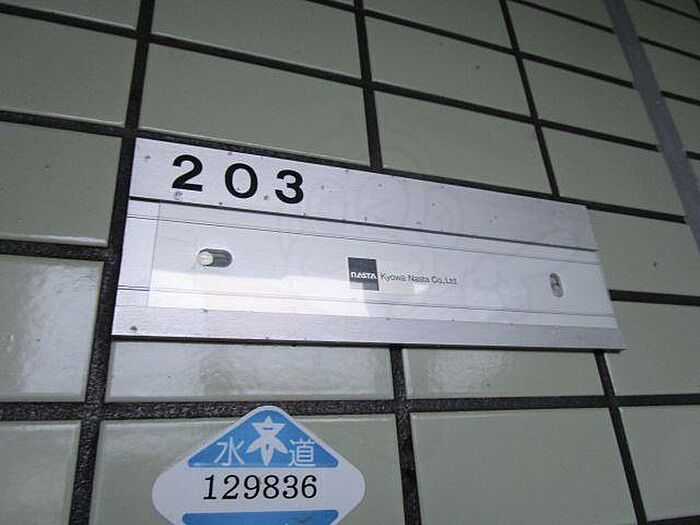 203
nasta Kyowa Nasta Co., Ltd.
水道
129836